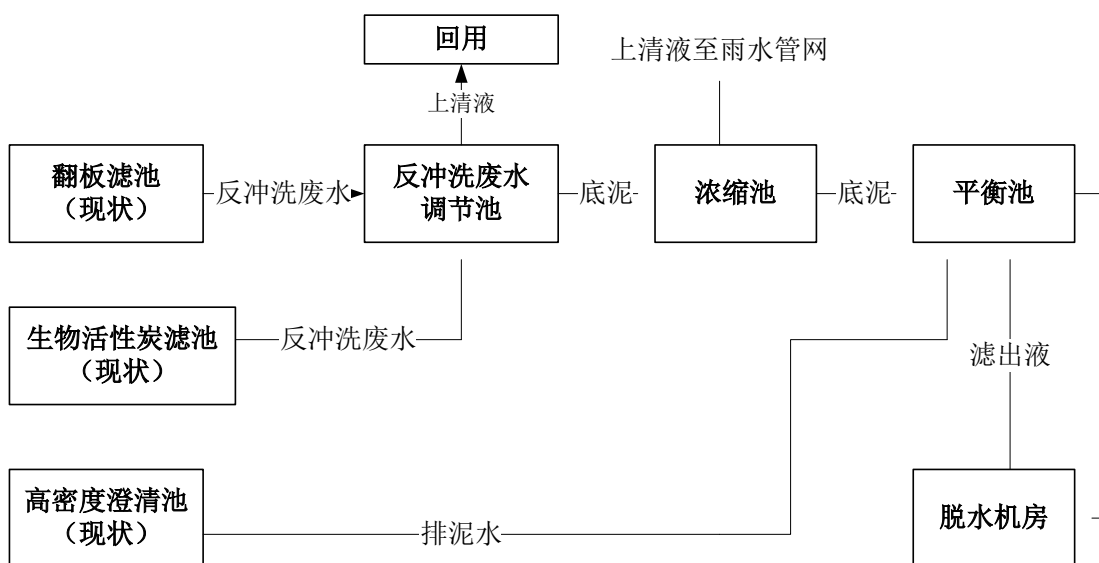 回用
上清液至雨水管网
上清液
翻板滤池
（现状）
反冲洗废水
反冲洗废水
调节池
底泥
浓缩池
底泥
平衡池
生物活性炭滤池
（现状）
反冲洗废水
滤出液
高密度澄清池
（现状）
排泥水
脱水机房